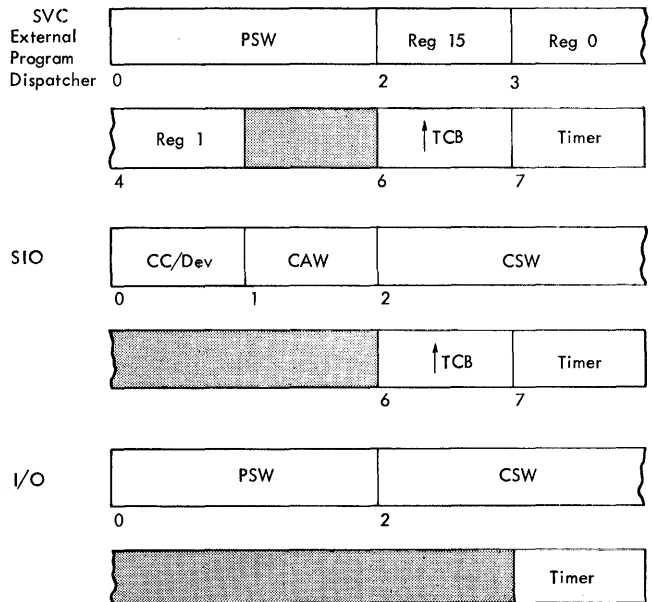 SVC
External
Program
Dispatcher
PSW
Reg 15
Reg 0
0
2
3
Reg 1
↑TCB
Timer
4
6
7
SIO
CC/Dev
CAW
CSW
0
1
2
↑TCB
Timer
6
7
I/O
PSW
CSW
0
2
Timer